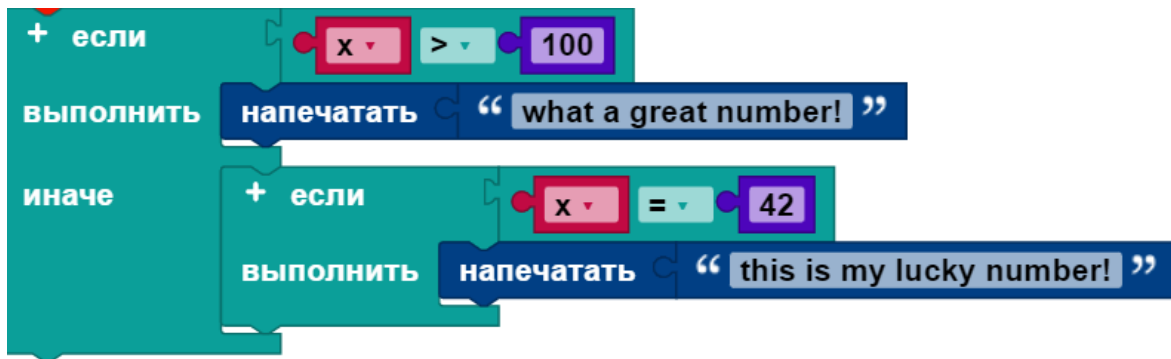 + если x > 100
выполнить напечатать “ what a great number! ”
иначе + если x = 42
выполнить напечатать “ this is my lucky number! ”